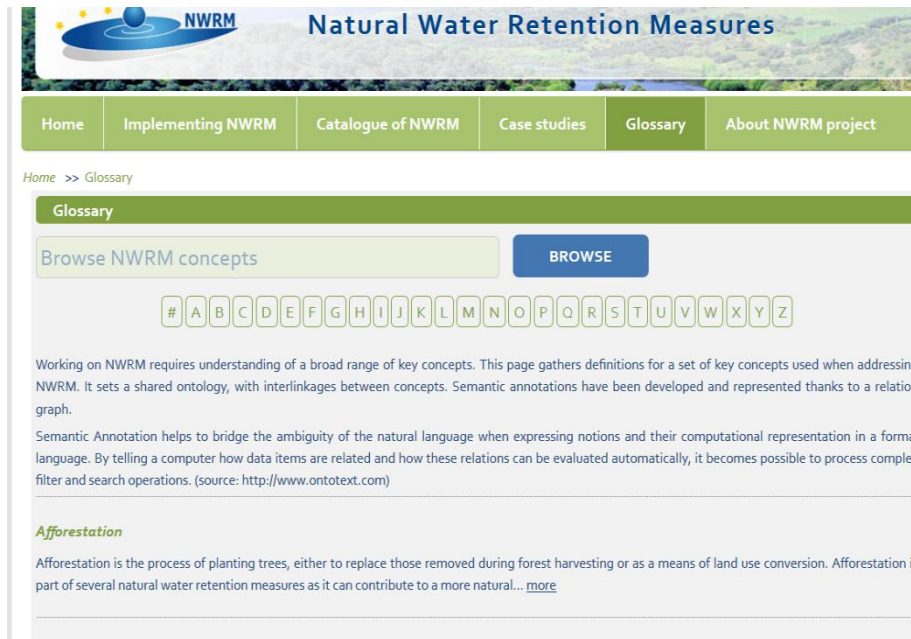 NWRM
Natural Water Retention Measures
Home Implementing NWRM Catalogue of NWRM Case studies Glossary About NWRM project
Home >> Glossary
Glossary
Browse NWRM concepts BROWSE
# A B C D E F G H I J K L M N O P Q R S T U V W X Y Z
Working on NWRM requires understanding of a broad range of key concepts. This page gathers definitions for a set of key concepts used when addressin
NWRM. It sets a shared ontology, with interlinkages between concepts. Semantic annotations have been developed and represented thanks to a relatio
graph.
Semantic Annotation helps to bridge the ambiguity of the natural language when expressing notions and their computational representation in a forma
language. By telling a computer how data items are related and how these relations can be evaluated automatically, it becomes possible to process comple
filter and search operations. (source: http://www.ontotext.com)
Afforestation
Afforestation is the process of planting trees, either to replace those removed during forest harvesting or as a means of land use conversion. Afforestation i
part of several natural water retention measures as it can contribute to a more natural... more